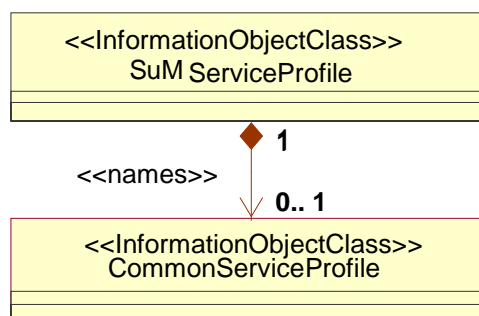 <<InformationObjectClass>>
SuM ServiceProfile
1
<<names>>
0.. 1
<<InformationObjectClass>>
CommonServiceProfile